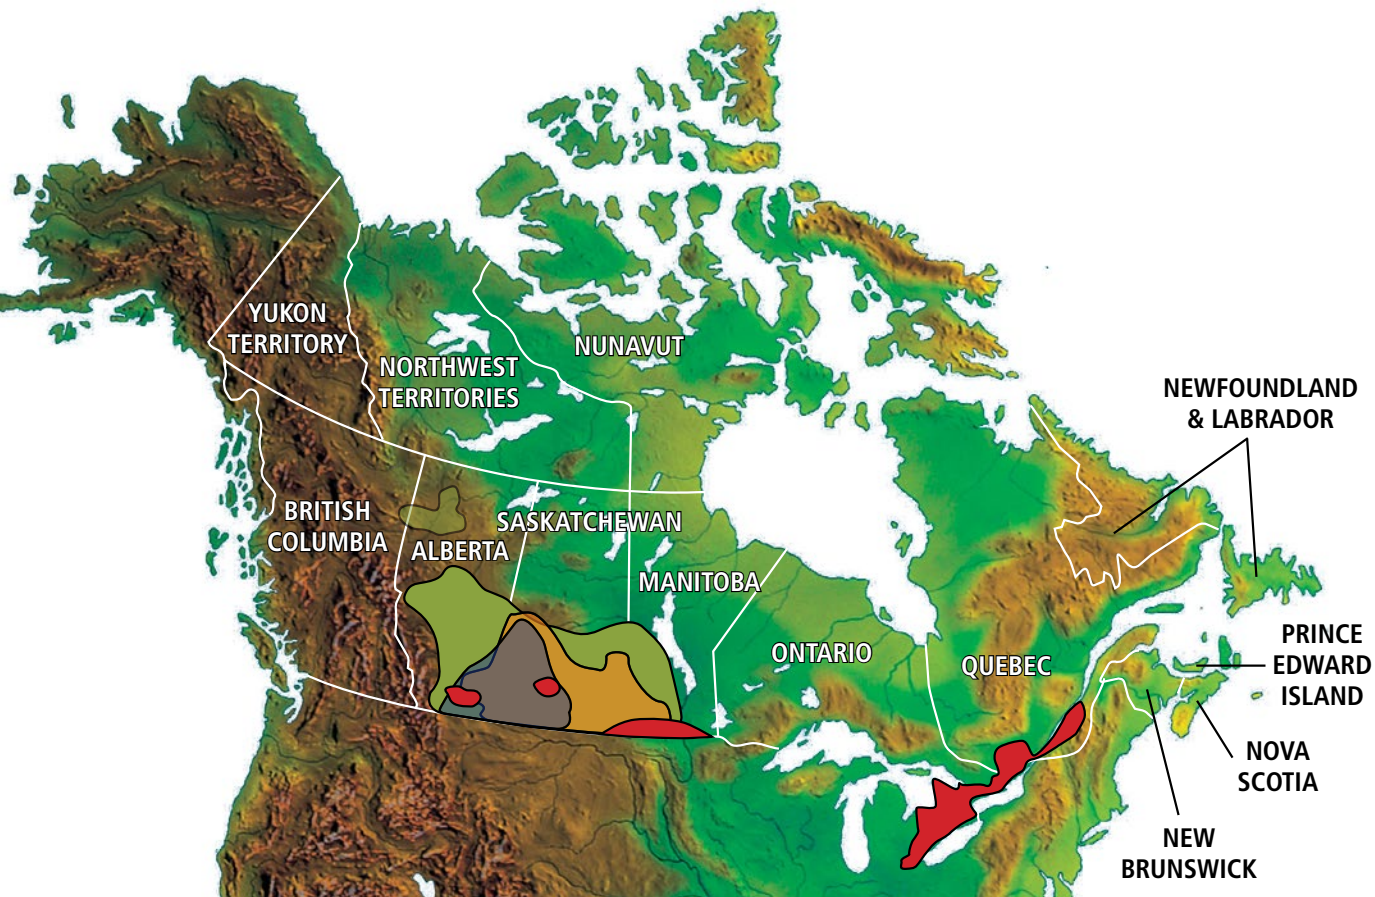 YUKON
TERRITORY
NORTHWEST
TERRITORIES
NUNAVUT
NEWFOUNDLAND
& LABRADOR
BRITISH
COLUMBIA
ALBERTA
SASKATCHEWAN
MANITOBA
ONTARIO
QUEBEC
PRINCE
EDWARD
ISLAND
NOVA
SCOTIA
NEW
BRUNSWICK